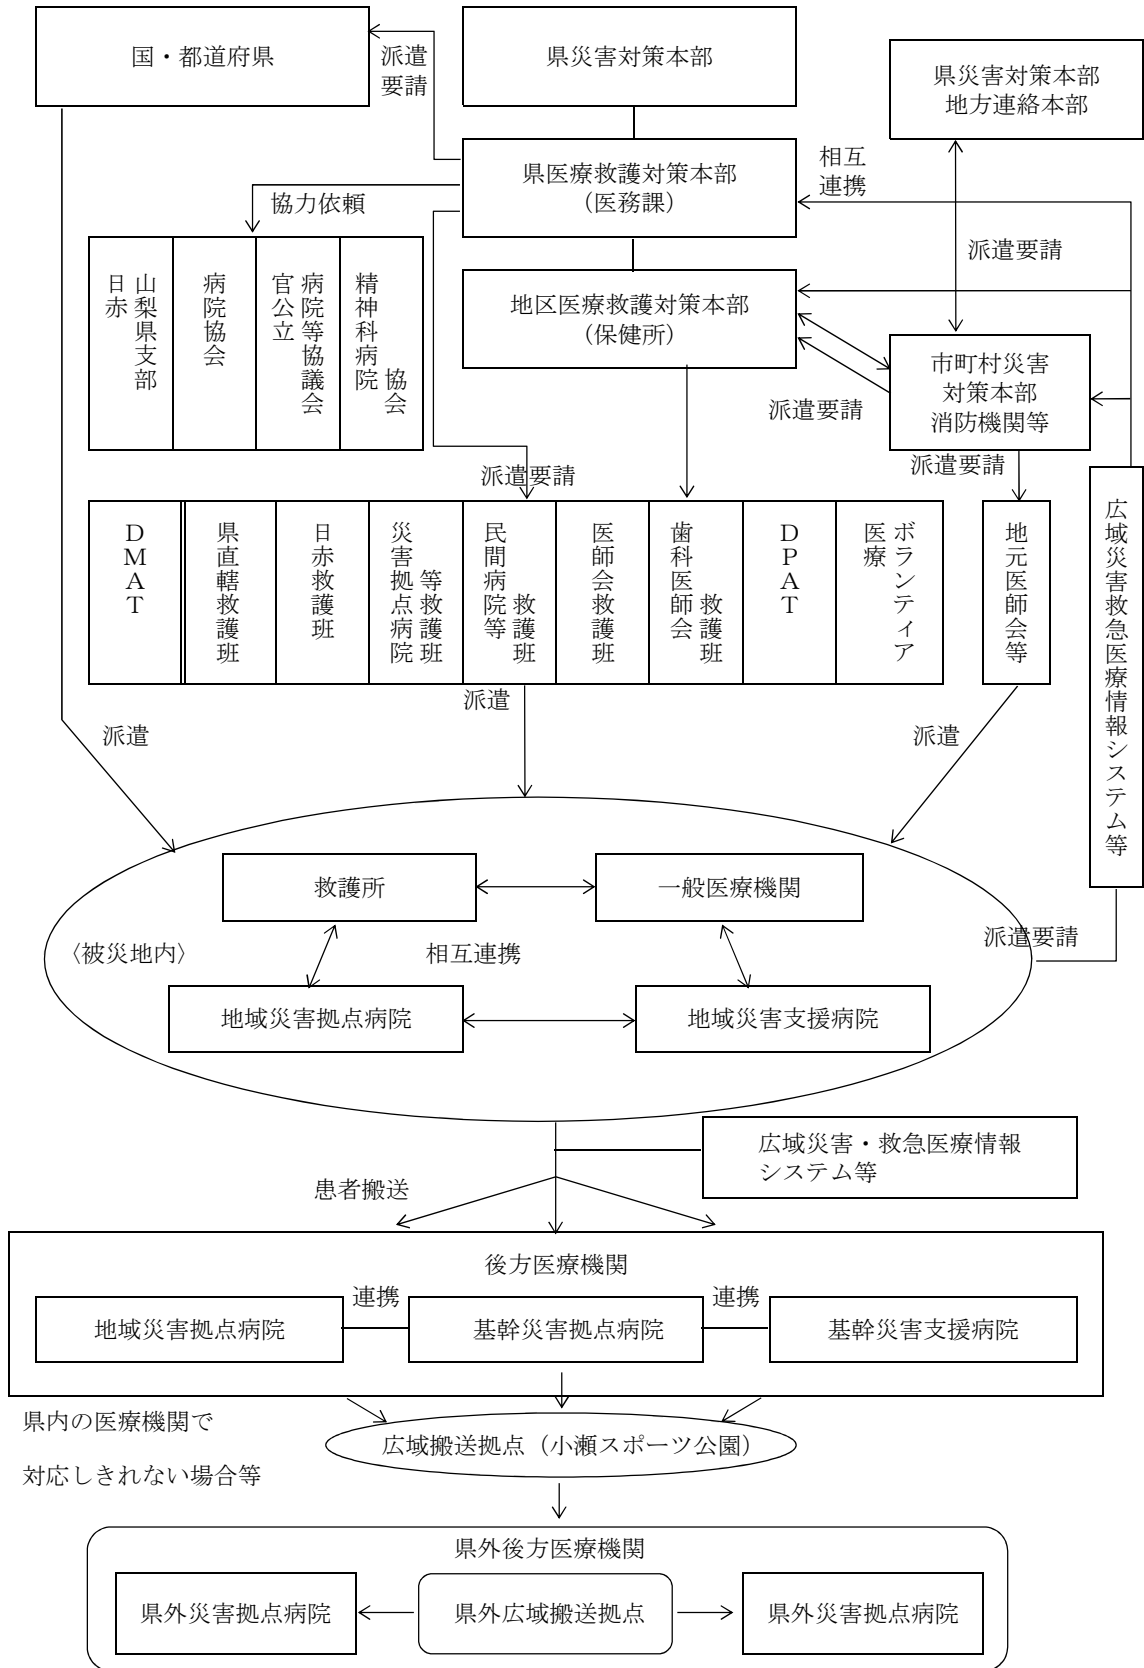 国・都道府県
派遣
要請
県災害対策本部
県災害対策本部
地方連絡本部
県医療救護対策本部
（医務課）
相互
連携
協力依頼
派遣要請
日赤
山梨県支部
病院協会
官公立
病院等協議会
精神科病院
協会
地区医療救護対策本部
（保健所）
市町村災害
対策本部
消防機関等
派遣要請
派遣要請
派遣要請
DMAT
県直轄救護班
日赤救護班
災害拠点病院
等救護班
民間病院等
救護班
医師会救護班
歯科医師会
救護班
DPAT
医療
ボランティア
地元医師会等
広域災害救急医療情報システム等
派遣
派遣
派遣
救護所
一般医療機関
〈被災地内〉
相互連携
派遣要請
地域災害拠点病院
地域災害支援病院
広域災害・救急医療情報
システム等
患者搬送
後方医療機関
連携
連携
地域災害拠点病院
基幹災害拠点病院
基幹災害支援病院
県内の医療機関で
対応しきれない場合等
広域搬送拠点（小瀬スポーツ公園）
県外後方医療機関
県外災害拠点病院
県外広域搬送拠点
県外災害拠点病院